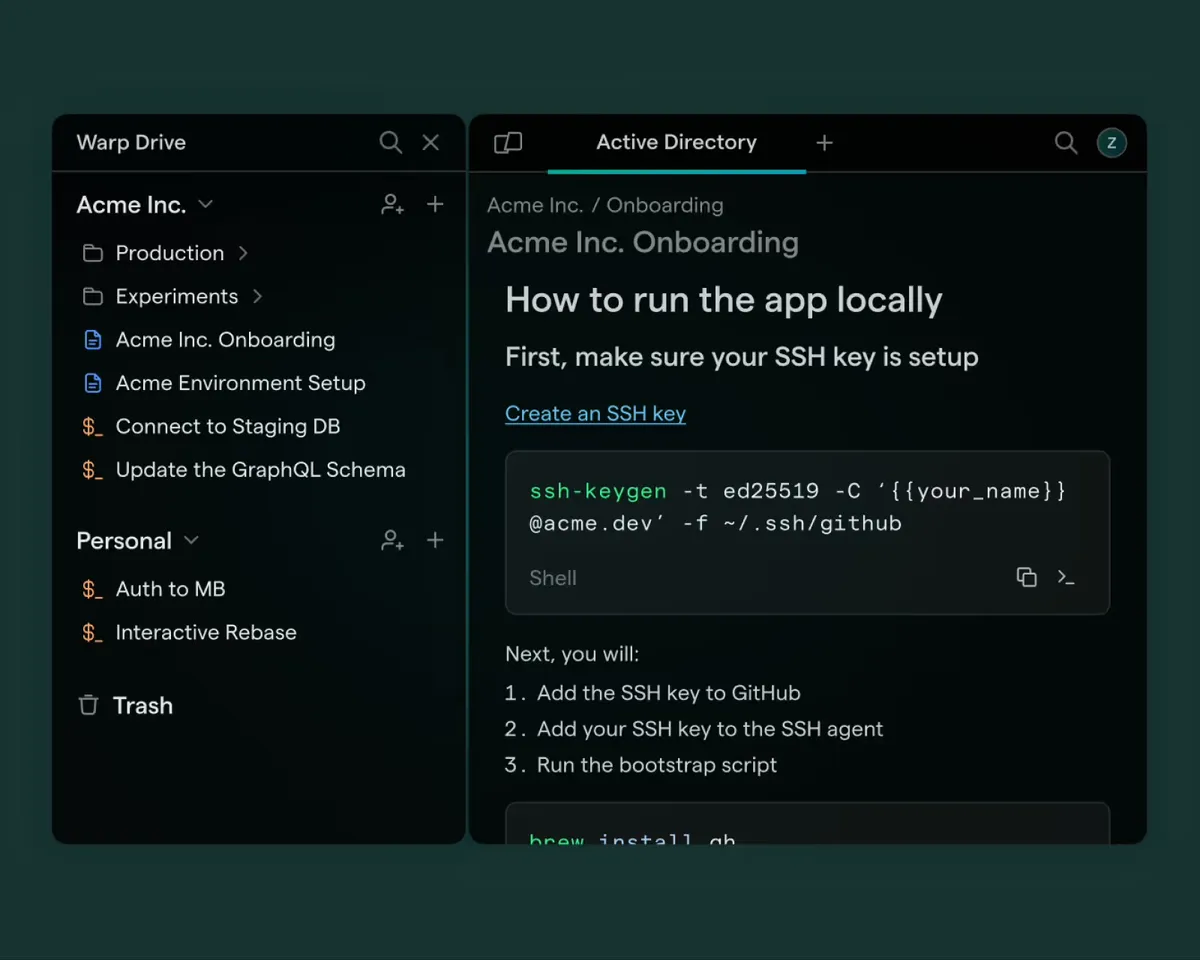 Warp Drive
Acme Inc.
Production
Experiments
Acme Inc. Onboarding
Acme Environment Setup
$_ Connect to Staging DB
$_ Update the GraphQL Schema
Personal
$_ Auth to MB
$_ Interactive Rebase
Trash
Active Directory
Z
Acme Inc. / Onboarding
Acme Inc. Onboarding
How to run the app locally
First, make sure your SSH key is setup
Create an SSH key
ssh-keygen -t ed25519 -C ‘{{your_name}}
@acme.dev’ -f ~/.ssh/github
Shell
Next, you will:
1. Add the SSH key to GitHub
2. Add your SSH key to the SSH agent
3. Run the bootstrap script
brew install gh